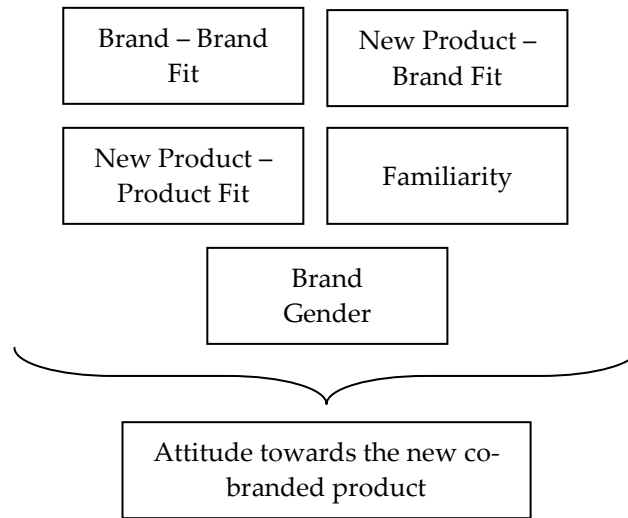 Brand – Brand
Fit
New Product –
Brand Fit
New Product –
Product Fit
Familiarity
Brand
Gender
Attitude towards the new co-
branded product